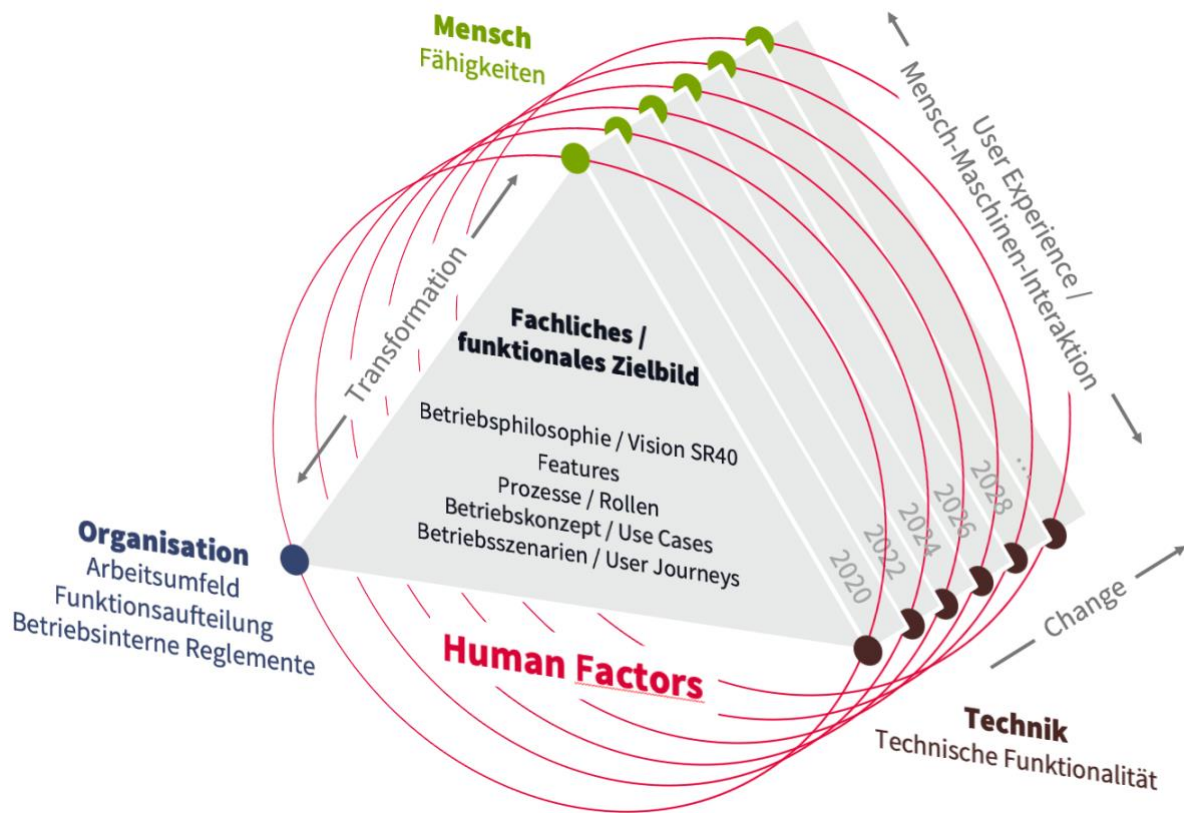 Mensch
Fähigkeiten
User Experience /
Mensch-Maschinen-Interaktion
Transformation
Fachliches /
funktionales Zielbild
Betriebsphilosophie / Vision SR40
Features
Prozesse / Rollen
Betriebskonzept / Use Cases
Betriebsszenarien / User Journeys
2020
2022
2024
2026
2028
...
Organisation
Arbeitsumfeld
Funktionsaufteilung
Betriebsinterne Reglemente
Human Factors
Change
Technik
Technische Funktionalität